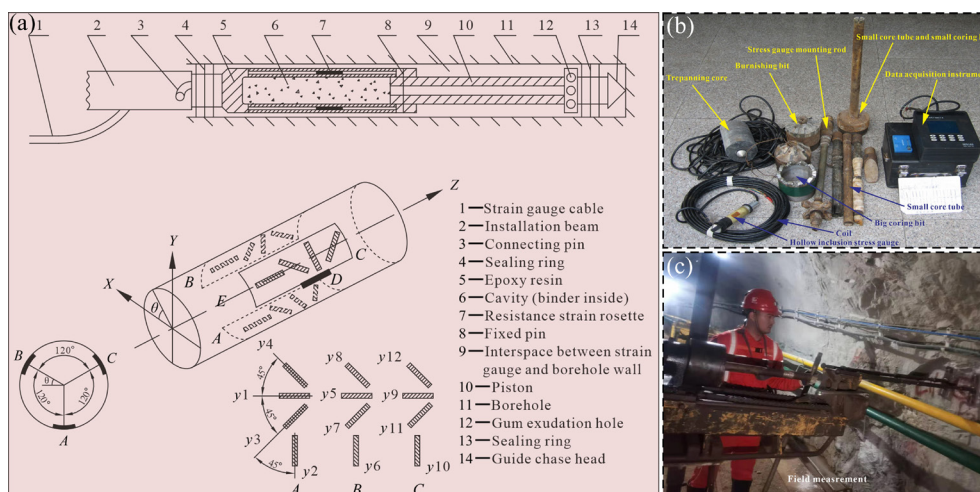 (a)
1 2 3 4 5 6 7 8 9 10 11 12 13 14
Z
Y
X
θ
B
E
A
D
C
B
120°
C
θ
120°
120°
A
y4 y8 y12
45°
y1 y5 y9
45°
y3 y7 y11
45°
y2 y6 y10
A B C
1—Strain gauge cable
2—Installation beam
3—Connecting pin
4—Sealing ring
5—Epoxy resin
6—Cavity (binder inside)
7—Resistance strain rosette
8—Fixed pin
9—Interspace between strain
gauge and borehole wall
10—Piston
11—Borehole
12—Gum exudation hole
13—Sealing ring
14—Guide chase head
(b)
Small core tube and small coring
Stress gauge mounting rod
Burnishing bit
Data acquisition instrument
Trepanning core
Small core tube
Big coring bit
Coil
Hollow inclusion stress gauge
(c)
Field measrement